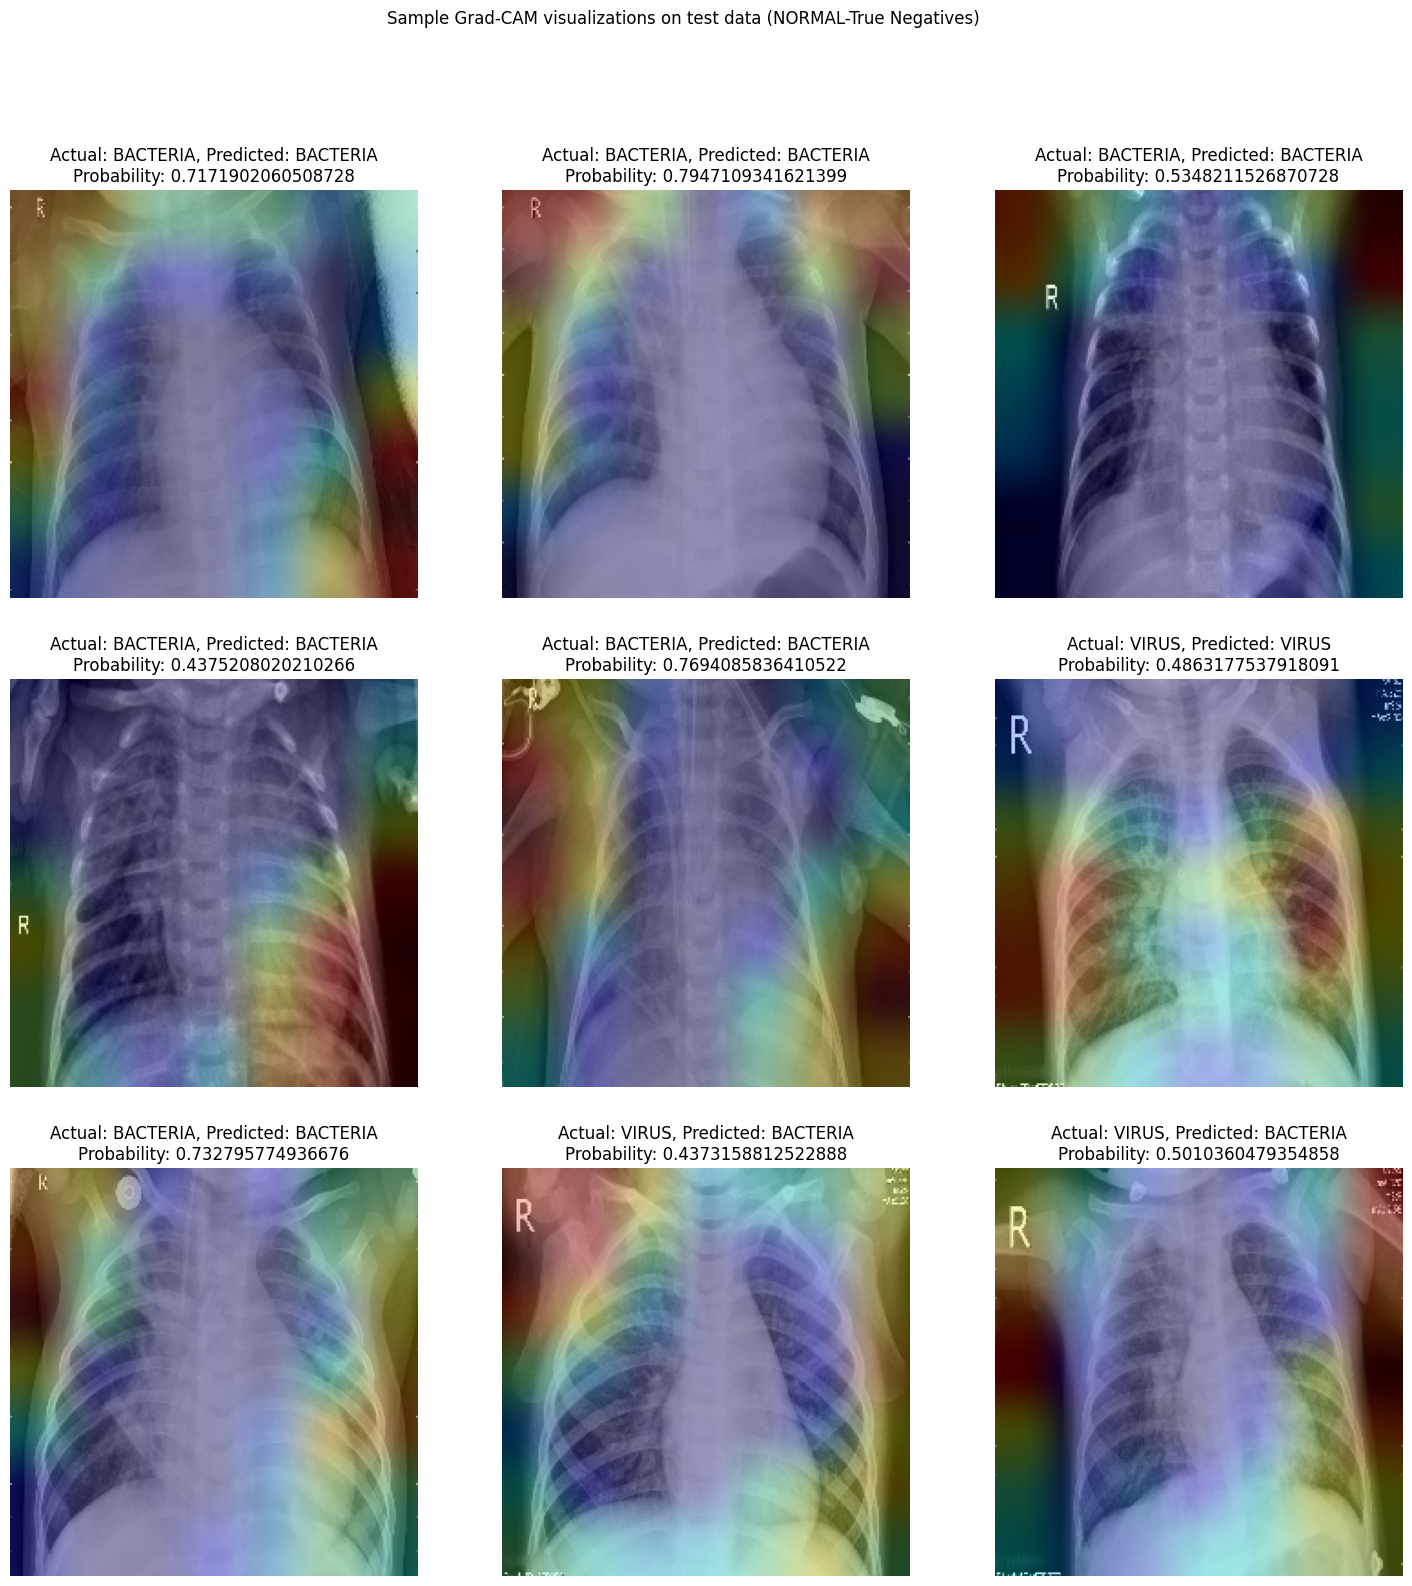 Sample Grad-CAM visualizations on test data (NORMAL-True Negatives)
Actual: BACTERIA, Predicted: BACTERIA
Probability: 0.7171902060508728
R
Actual: BACTERIA, Predicted: BACTERIA
Probability: 0.7947109341621399
R
Actual: BACTERIA, Predicted: BACTERIA
Probability: 0.5348211526870728
R
Actual: BACTERIA, Predicted: BACTERIA
Probability: 0.4375208020210266
R
Actual: BACTERIA, Predicted: BACTERIA
Probability: 0.7694085836410522
R
Actual: VIRUS, Predicted: VIRUS
Probability: 0.4863177537918091
R
Actual: BACTERIA, Predicted: BACTERIA
Probability: 0.732795774936676
R
Actual: VIRUS, Predicted: BACTERIA
Probability: 0.4373158812522888
R
Actual: VIRUS, Predicted: BACTERIA
Probability: 0.5010360479354858
R